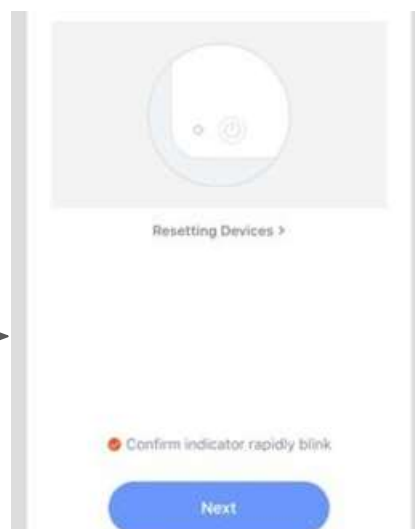 Resetting Devices >
Confirm indicator rapidly blink
Next